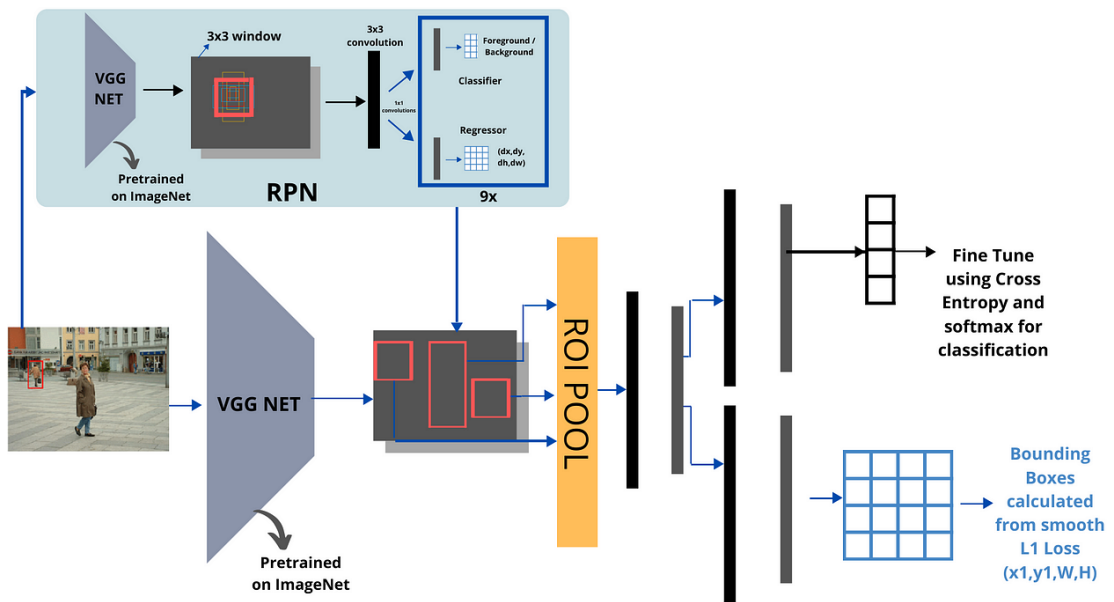 3x3 window
3x3
convolution
VGG
NET
1x1
convolutions
Foreground /
Background
Classifier
Regressor
(dx,dy,
dh,dw)
Pretrained
on ImageNet
RPN
9x
VGG NET
Pretrained
on ImageNet
ROI POOL
Fine Tune
using Cross
Entropy and
softmax for
classification
Bounding
Boxes
calculated
from smooth
L1 Loss
(x1,y1,W,H)